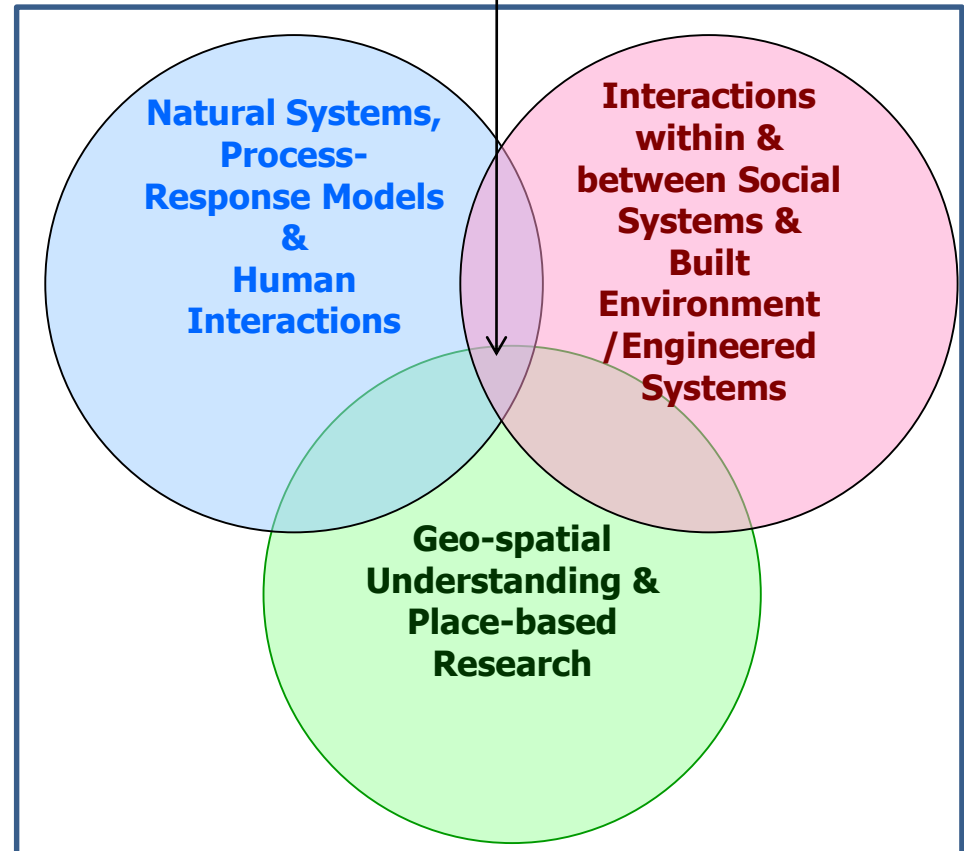 Natural Systems,
Process-
Response Models
&
Human
Interactions
Interactions
within &
between Social
Systems &
Built
Environment
/Engineered
Systems
Geo-spatial
Understanding &
Place-based
Research